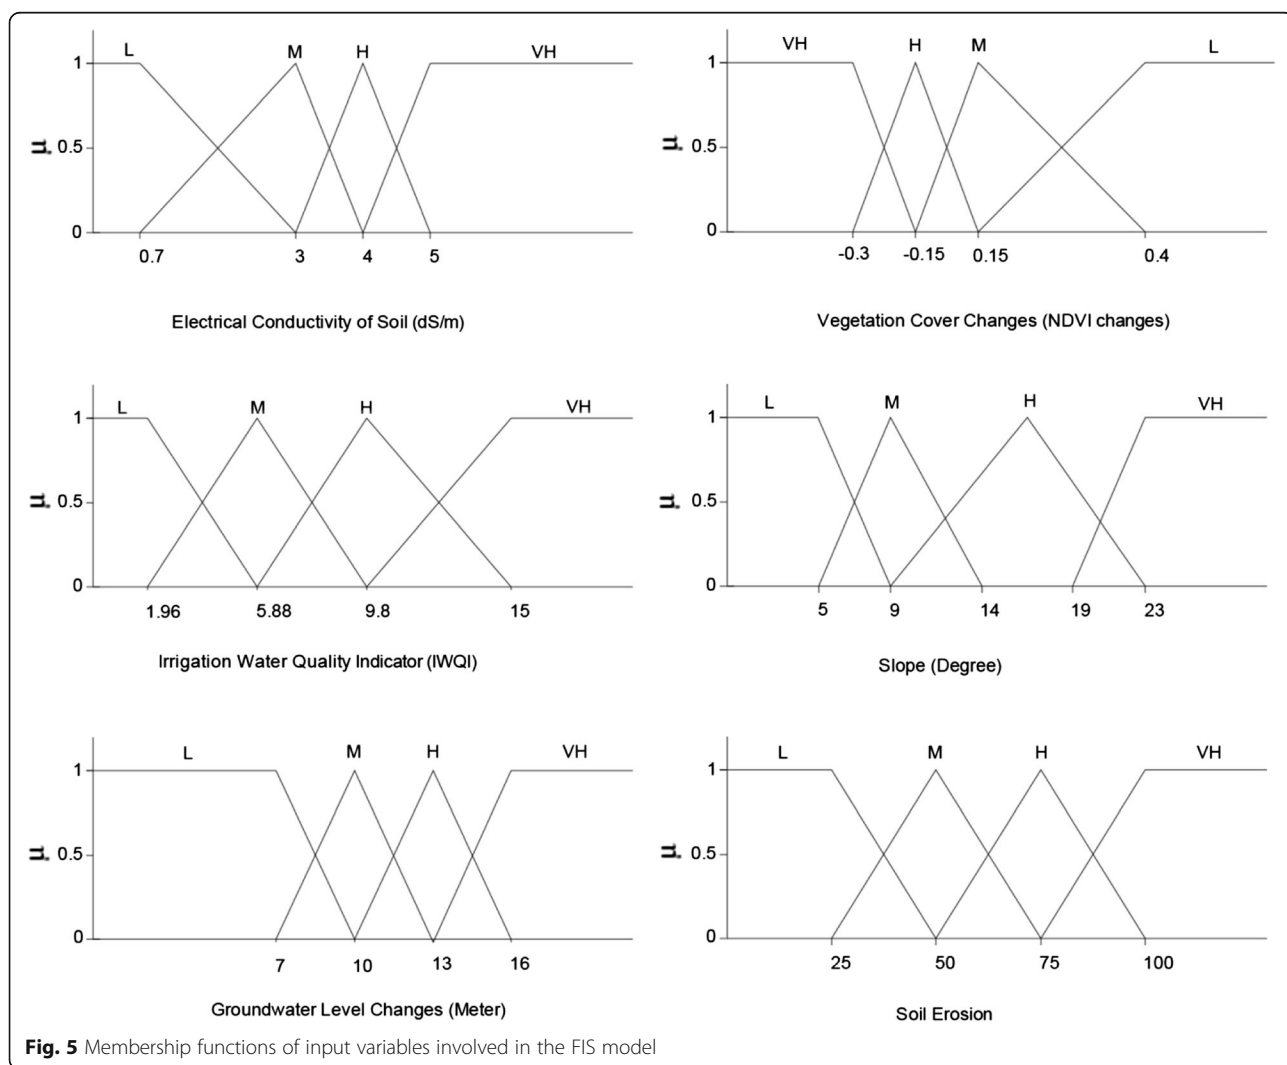 L M H VH
1
µ 0.5
0
0.7 3 4 5
Electrical Conductivity of Soil (dS/m)
VH H M L
1
µ 0.5
0
-0.3 -0.15 0.15 0.4
Vegetation Cover Changes (NDVI changes)
L M H VH
1
µ 0.5
0
1.96 5.88 9.8 15
Irrigation Water Quality Indicator (IWQI)
L M H VH
1
µ 0.5
0
5 9 14 19 23
Slope (Degree)
L M H VH
1
µ 0.5
0
7 10 13 16
Groundwater Level Changes (Meter)
L M H VH
1
µ 0.5
0
25 50 75 100
Soil Erosion
Fig. 5 Membership functions of input variables involved in the FIS model